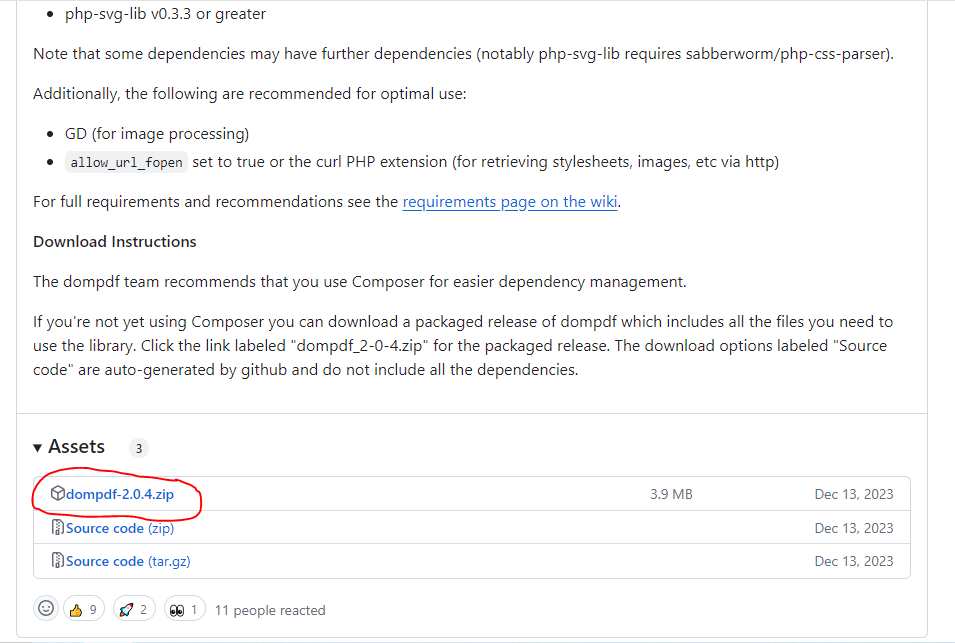 php-svg-lib v0.3.3 or greater
Note that some dependencies may have further dependencies (notably php-svg-lib requires sabberworm/php-css-parser).
Additionally, the following are recommended for optimal use:
GD (for image processing)
allow_url_fopen set to true or the curl PHP extension (for retrieving stylesheets, images, etc via http)
For full requirements and recommendations see the requirements page on the wiki.
Download Instructions
The dompdf team recommends that you use Composer for easier dependency management.
If you're not yet using Composer you can download a packaged release of dompdf which includes all the files you need to
use the library. Click the link labeled "dompdf_2-0-4.zip" for the packaged release. The download options labeled "Source
code" are auto-generated by github and do not include all the dependencies.
Assets 3
dompdf-2.0.4.zip 3.9 MB Dec 13, 2023
Source code (zip) Dec 13, 2023
Source code (tar.gz) Dec 13, 2023
9 2 1 11 people reacted